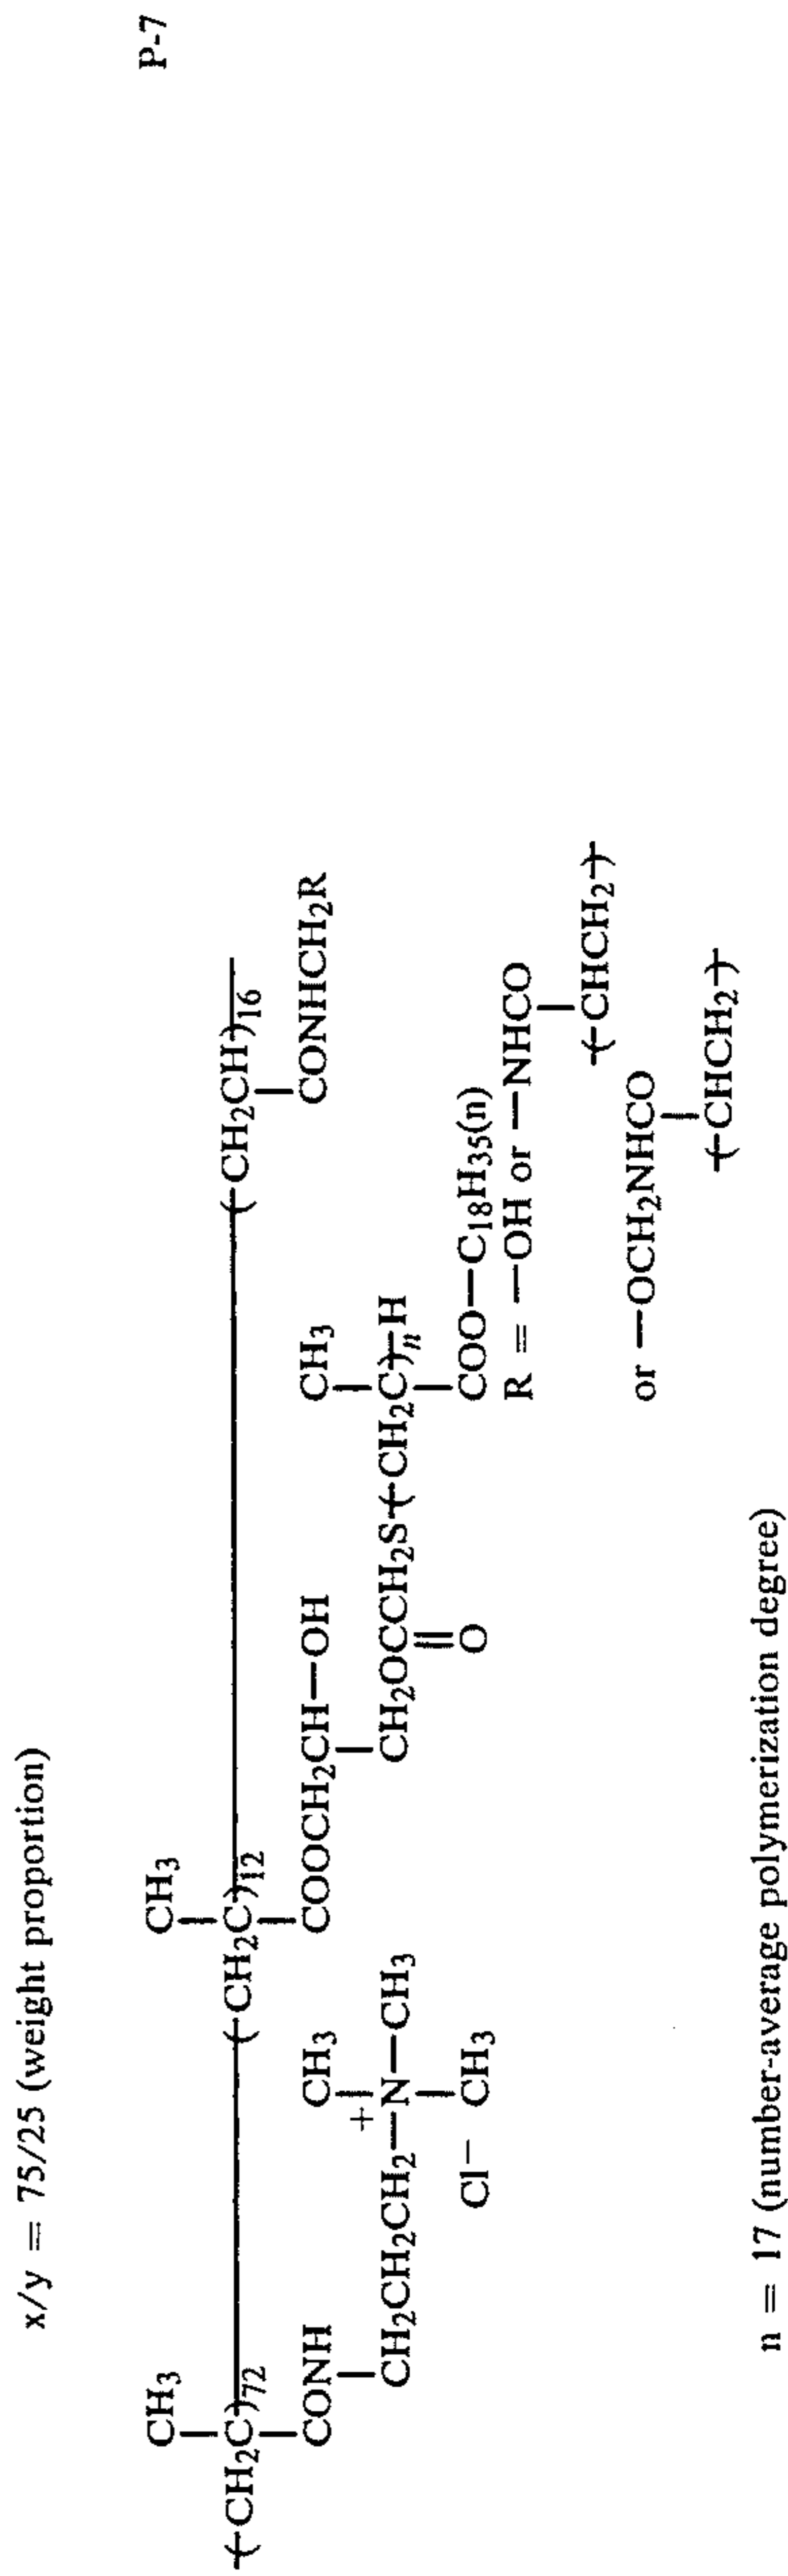 x/y = 75/25 (weight proportion)
P-7
CH3 CH3
(CH2C)72 (CH2C)12 (CH2CH)16
CONH CH3 COOCH2CH—OH CH3 CONHCH2R
+
CH2CH2CH2CH2—N—CH3 CH2OCCH2S(CH2C)n—H
Cl− CH3 O COO—C18H35(n)
R = —OH or —NHCO
(CHCH2)
or —OCH2NHCO
(CHCH2)
n = 17 (number-average polymerization degree)